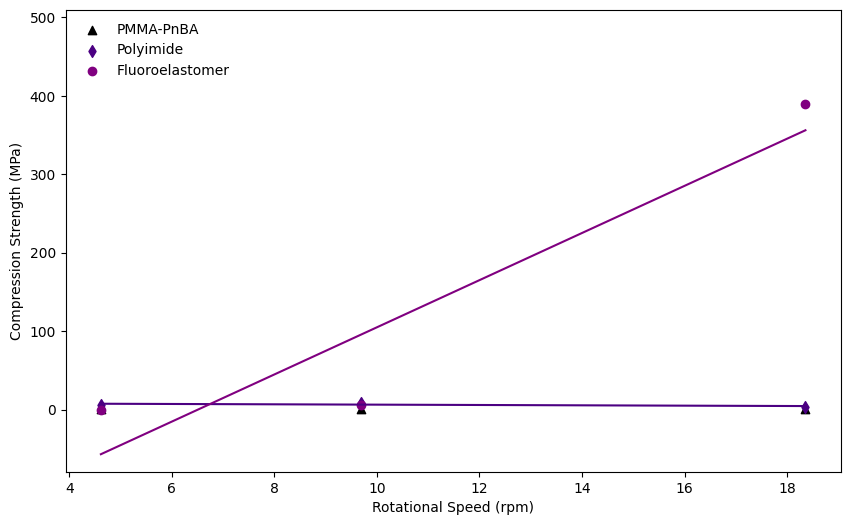 PMMA-PnBA
Polyimide
Fluoroelastomer
Compression Strength (MPa)
500
400
300
200
100
0
4
6
8
10
12
14
16
18
Rotational Speed (rpm)